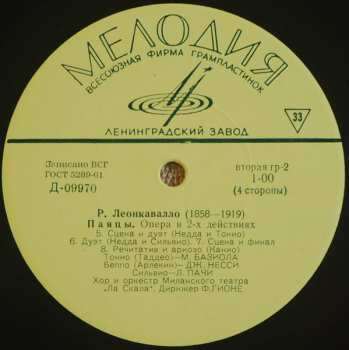 МЕЛОДИЯ
ВСЕСОЮЗНАЯ ФИРМА ГРАМПЛАСТИНОК
ЛЕНИНГРАДСКИЙ ЗАВОД
33
Записано ВСГ
ГОСТ 5289-61
Д-09970
вторая гр-2
1-00
(4 стороны)
Р. Леонкавалло (1858—1919)
Паяцы. Опера в 2-х действиях
5. Сцена и дуэт (Недда и Тонио)
6. Дуэт (Недда и Сильвио) 7. Сцена и финал
8. Речитатив и ариозо (Канио)
Тонио (Таддео)—М. БАЗИОЛА
Беппо (Арлекин)— ДЖ. НЕССИ
Сильвио—Л. ПАЧИ
Хор и оркестр Миланского театра
„Ла Скала". Дирижер Ф.ГИОНЕ